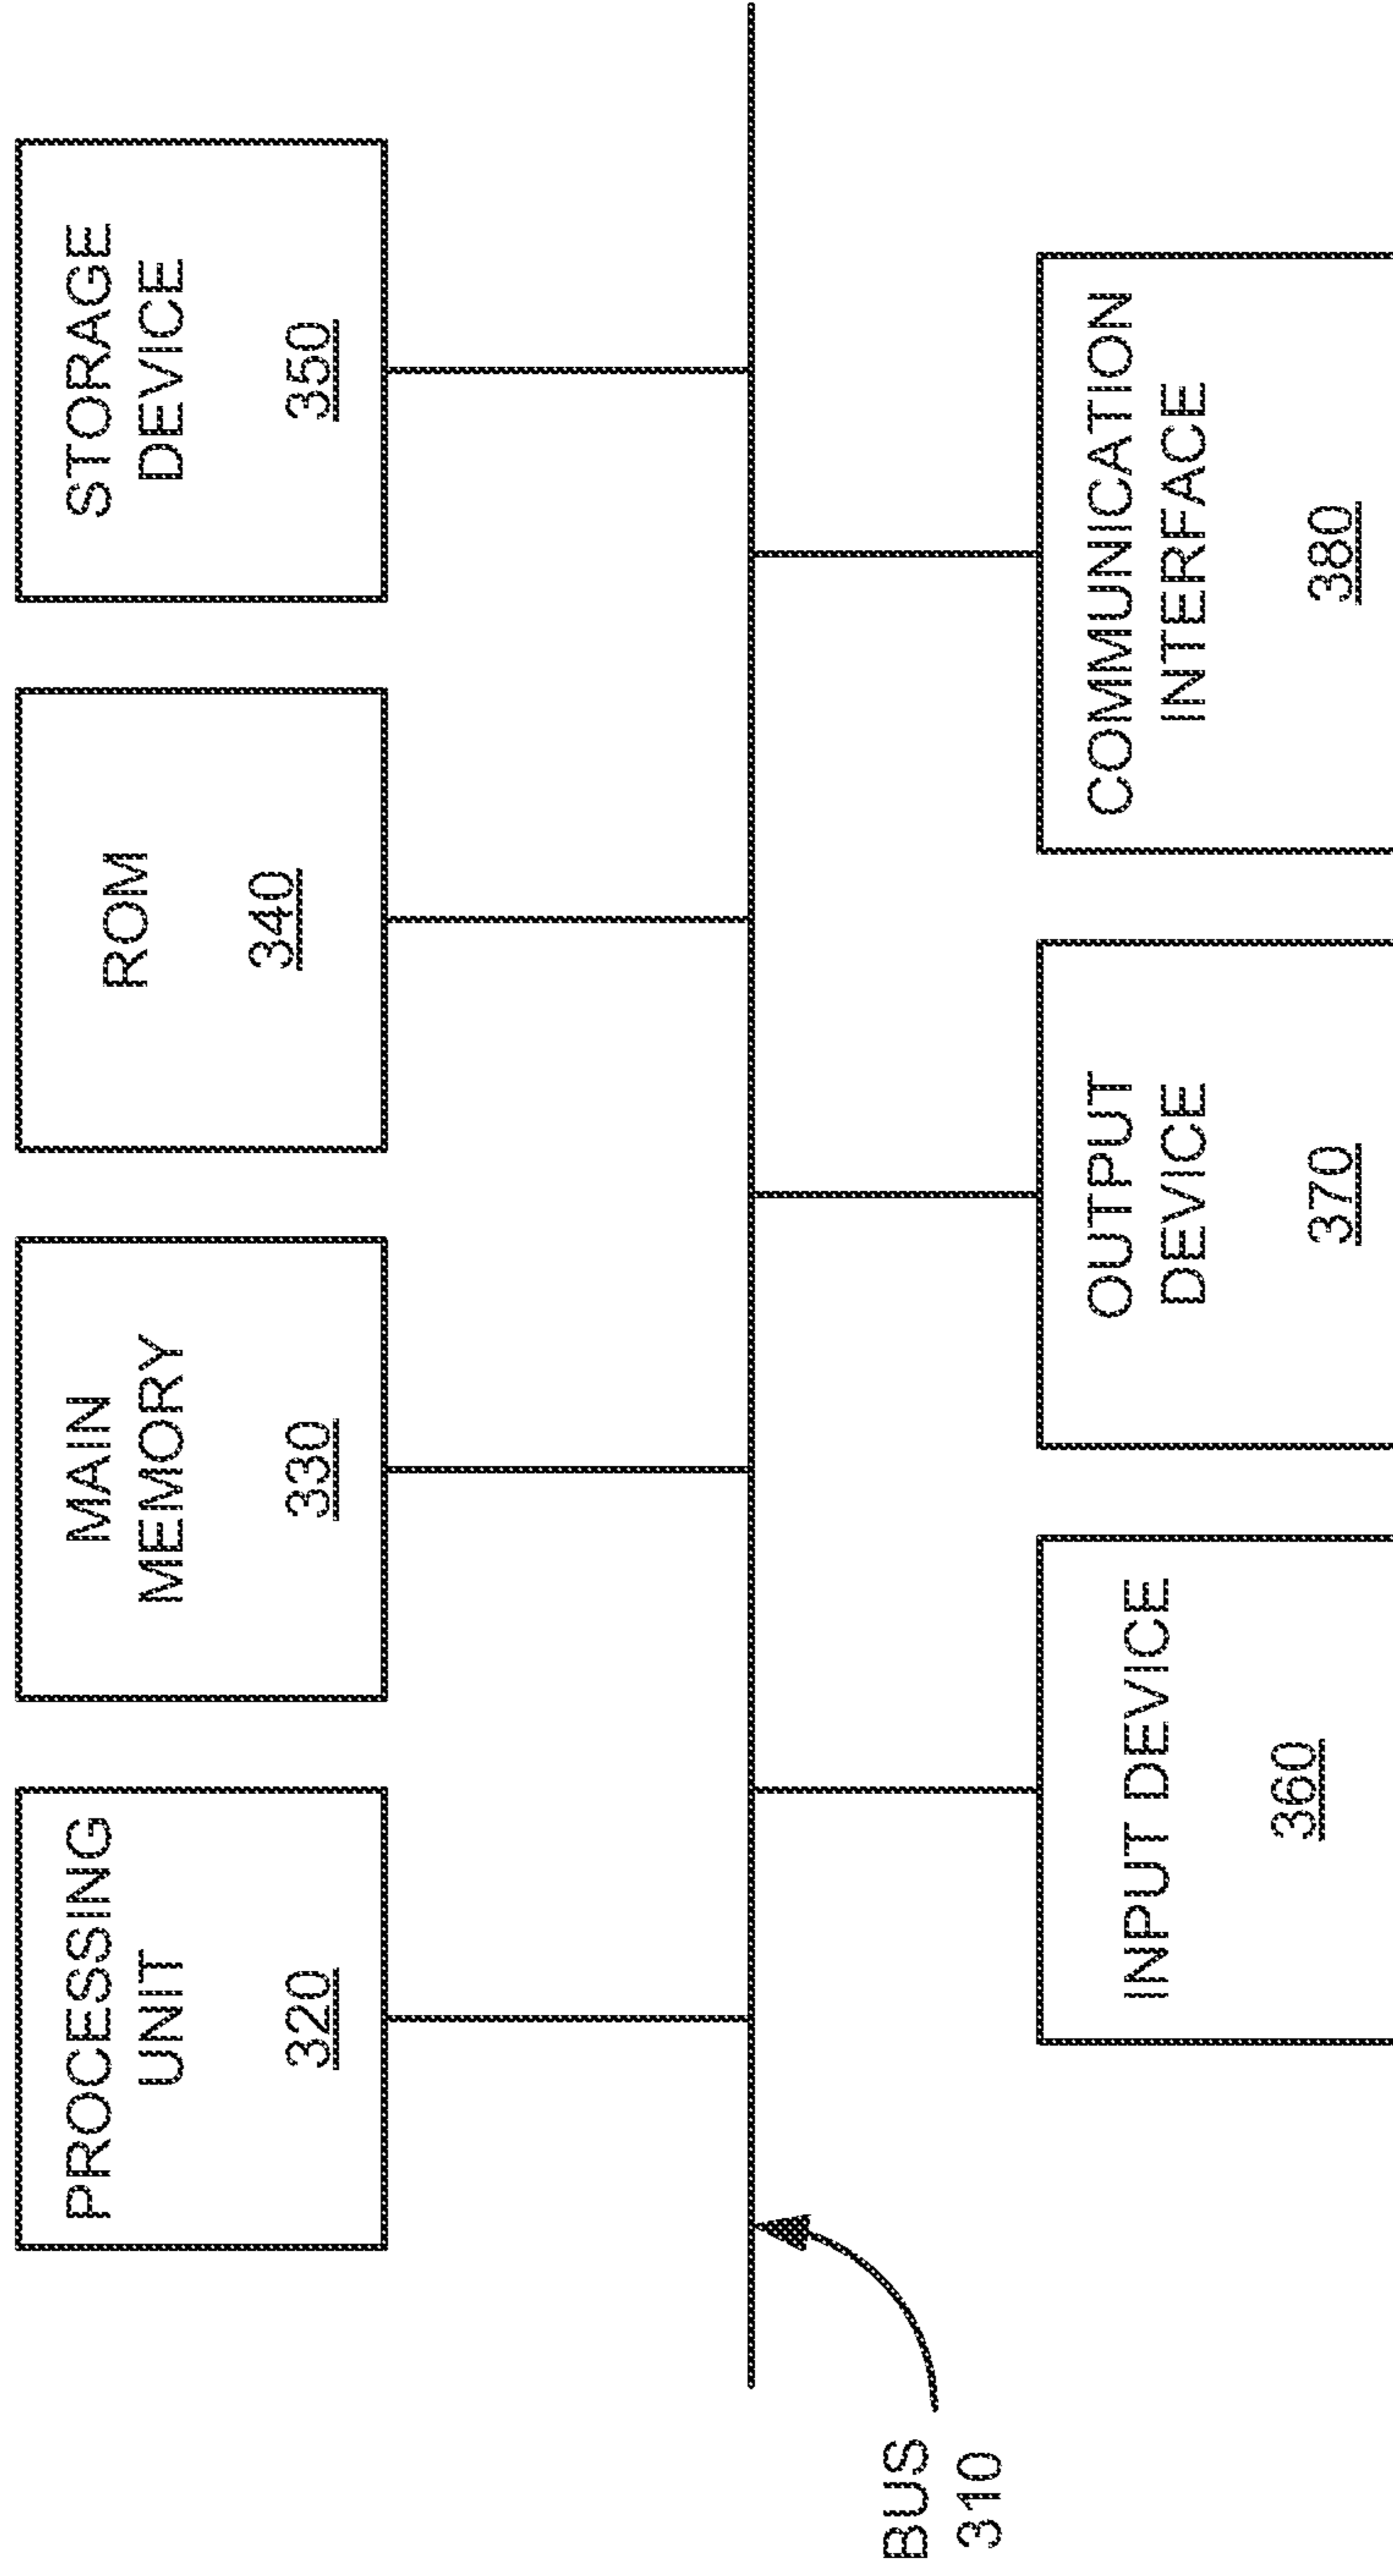 PROCESSING
UNIT
320
MAIN
MEMORY
330
ROM
340
STORAGE
DEVICE
350
BUS
310
INPUT DEVICE
360
OUTPUT
DEVICE
370
COMMUNICATION
INTERFACE
380